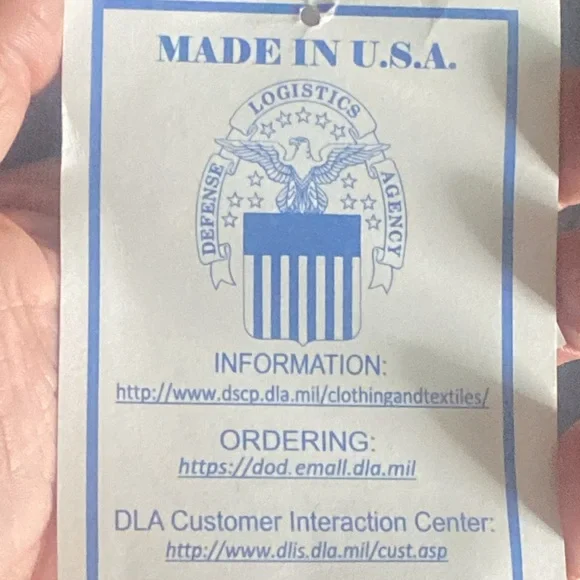 MADE IN U.S.A.
LOGISTICS
DEFENSE
AGENCY
INFORMATION:
http://www.dscp.dla.mil/clothingandtextiles/
ORDERING:
https://dod.emall.dla.mil
DLA Customer Interaction Center:
http://www.dlis.dla.mil/cust.asp